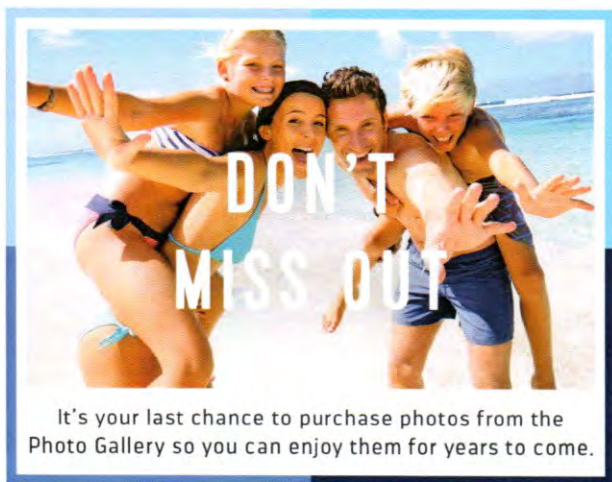 DON'T
MISS OUT
It's your last chance to purchase photos from the
Photo Gallery so you can enjoy them for years to come.